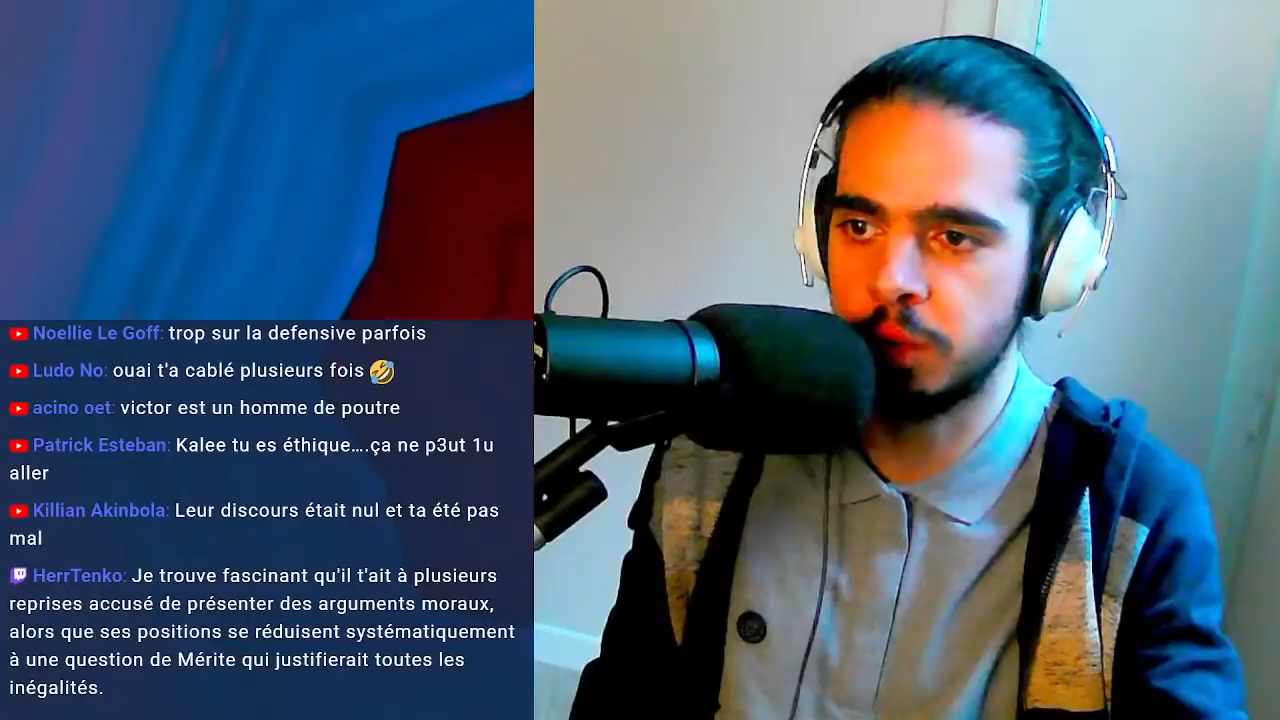 Noellie Le Goff: trop sur la defensive parfois
Ludo No: ouai t'a cablé plusieurs fois 🤣
acino oet: victor est un homme de poutre
Patrick Esteban: Kalee tu es éthique....ça ne p3ut 1u
aller
Killian Akinbola: Leur discours était nul et ta été pas
mal
HerrTenko: Je trouve fascinant qu'il t'ait à plusieurs
reprises accusé de présenter des arguments moraux,
alors que ses positions se réduisent systématiquement
à une question de Mérite qui justifierait toutes les
inégalités.